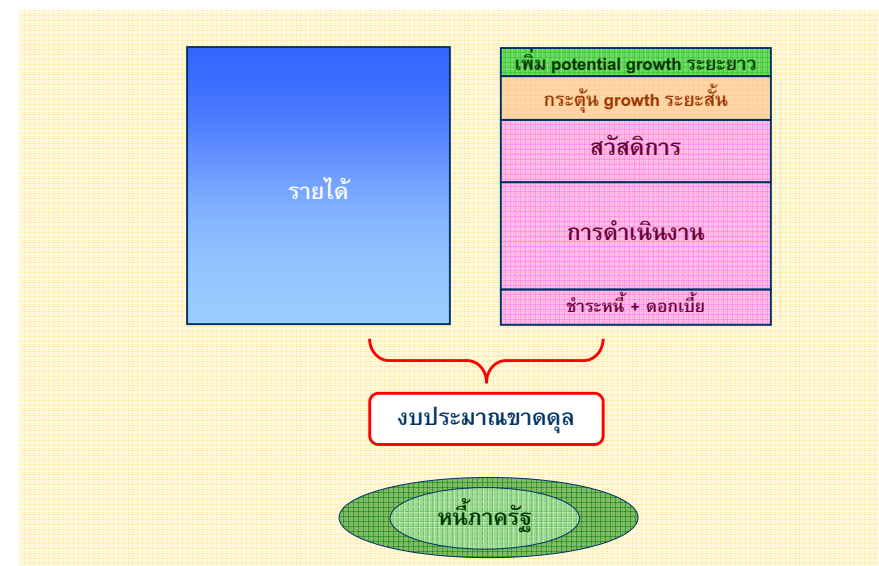 รายได้
เพิ่ม potential growth ระยะยาว
กระตุ้น growth ระยะสั้น
สวัสดิการ
การดำเนินงาน
ชำระหนี้ + ดอกเบี้ย
งบประมาณขาดดุล
หนี้ภาครัฐ